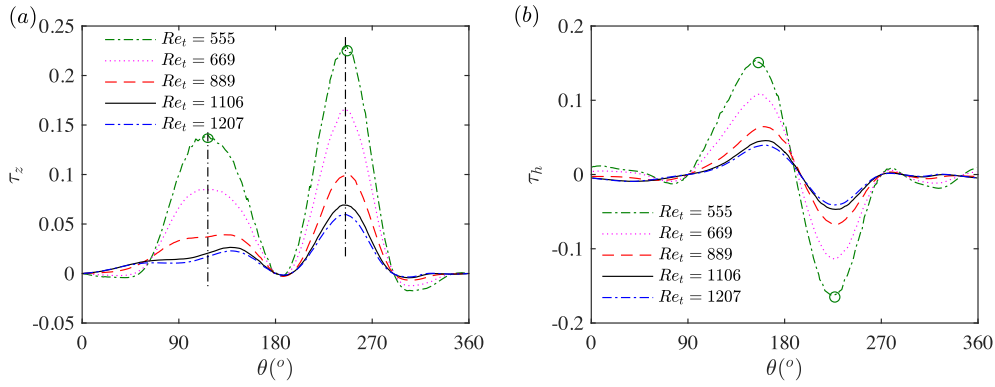 (a)
0.25
0.2
0.15
0.1
0.05
0
-0.05
τz
Ret = 555
Ret = 669
Ret = 889
Ret = 1106
Ret = 1207
0 90 180 270 360
θ(o)
(b)
0.2
0.1
0
-0.1
-0.2
τh
Ret = 555
Ret = 669
Ret = 889
Ret = 1106
Ret = 1207
0 90 180 270 360
θ(o)